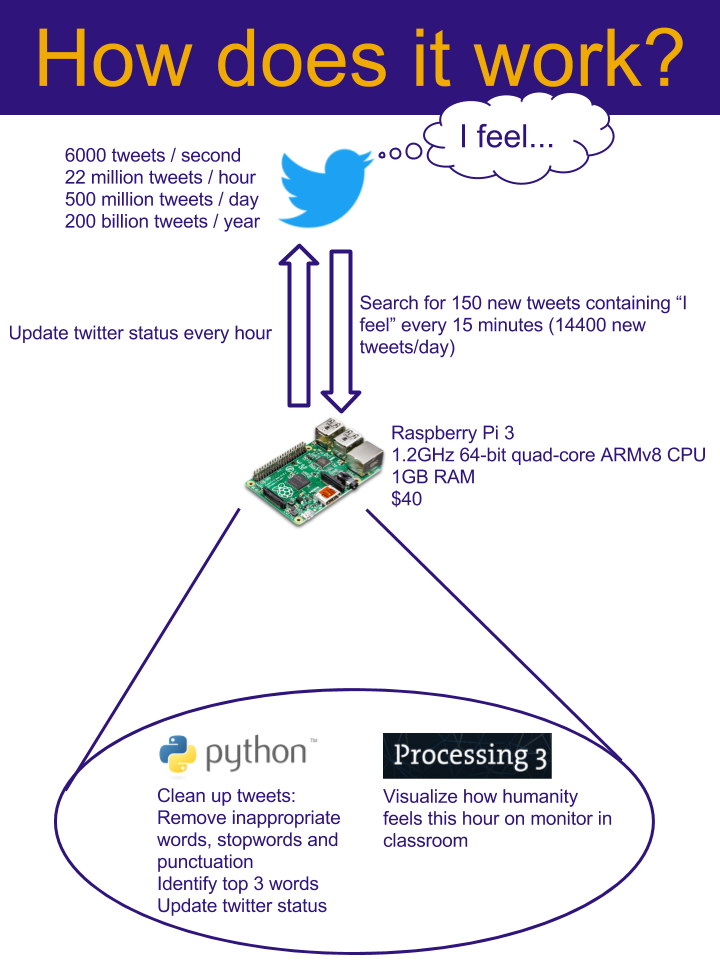 How does it work?
I feel...
6000 tweets / second
22 million tweets / hour
500 million tweets / day
200 billion tweets / year
Update twitter status every hour
Search for 150 new tweets containing “I
feel” every 15 minutes (14400 new
tweets/day)
Raspberry Pi 3
1.2GHz 64-bit quad-core ARMv8 CPU
1GB RAM
$40
python™
Clean up tweets:
Remove inappropriate
words, stopwords and
punctuation
Identify top 3 words
Update twitter status
Processing 3
Visualize how humanity
feels this hour on monitor in
classroom